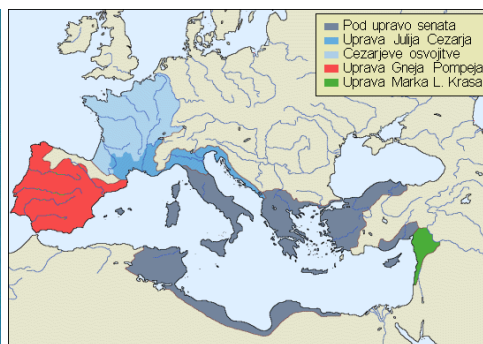 Pod upravo senata
Uprava Julija Cezarja
Cezarjeve osvojitve
Uprava Gneja Pompeja
Uprava Marka L. Krasa